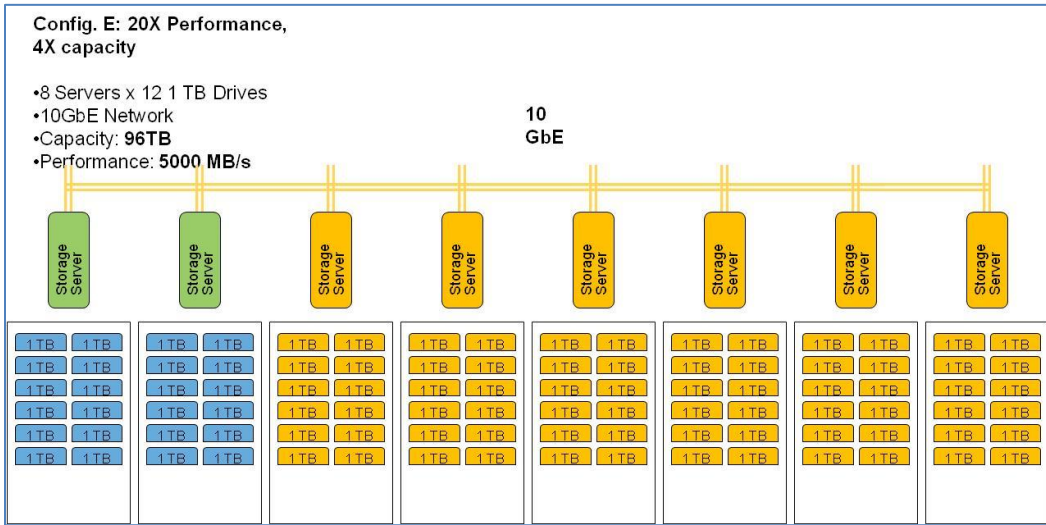 Config. E: 20X Performance,
4X capacity
•8 Servers x 12 1 TB Drives
•10GbE Network
•Capacity: 96TB
•Performance: 5000 MB/s
10
GbE
Storage
Server
Storage
Server
Storage
Server
Storage
Server
Storage
Server
Storage
Server
Storage
Server
Storage
Server
1TB 1TB 1TB 1TB 1TB 1TB 1TB 1TB 1TB 1TB 1TB 1TB 1TB 1TB 1TB 1TB
1TB 1TB 1TB 1TB 1TB 1TB 1TB 1TB 1TB 1TB 1TB 1TB 1TB 1TB 1TB 1TB
1TB 1TB 1TB 1TB 1TB 1TB 1TB 1TB 1TB 1TB 1TB 1TB 1TB 1TB 1TB 1TB
1TB 1TB 1TB 1TB 1TB 1TB 1TB 1TB 1TB 1TB 1TB 1TB 1TB 1TB 1TB 1TB
1TB 1TB 1TB 1TB 1TB 1TB 1TB 1TB 1TB 1TB 1TB 1TB 1TB 1TB 1TB 1TB
1TB 1TB 1TB 1TB 1TB 1TB 1TB 1TB 1TB 1TB 1TB 1TB 1TB 1TB 1TB 1TB